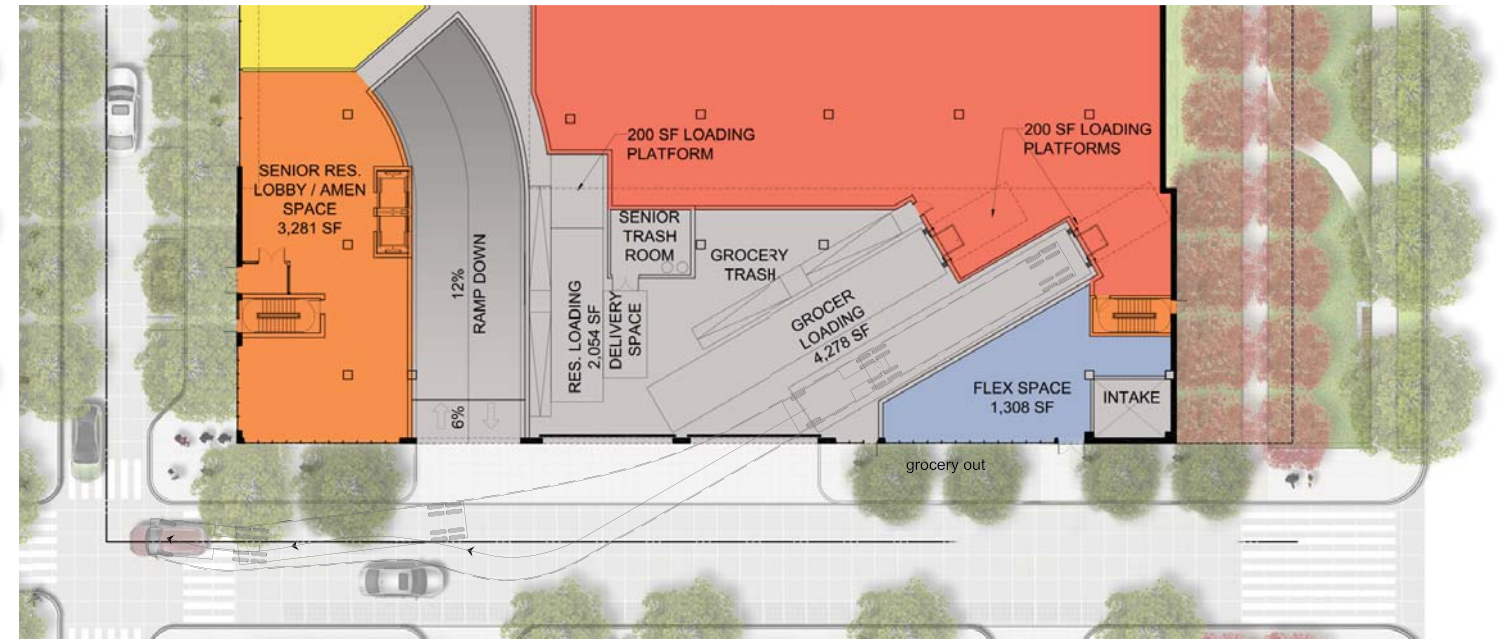 200 SF LOADING
PLATFORM
200 SF LOADING
PLATFORMS
SENIOR RES.
LOBBY / AMEN
SPACE
3,281 SF
12%
RAMP DOWN
6%
SENIOR
TRASH
ROOM
GROCERY
TRASH
RES. LOADING
2,054 SF
DELIVERY
SPACE
GROCER
LOADING
4,278 SF
FLEX SPACE
1,308 SF
INTAKE
grocery out